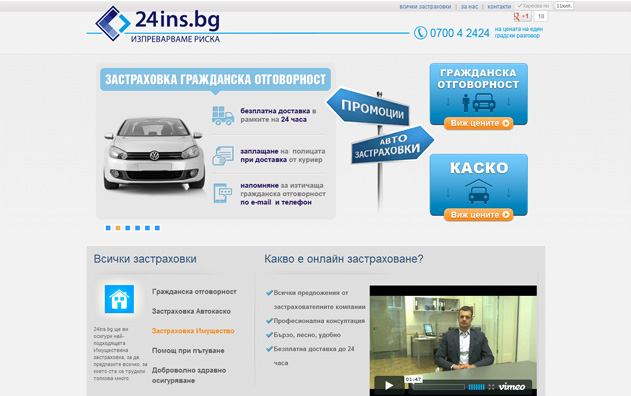 всички застраховки | за нас | контакти
Харесва ми 11хил.
+1 18
24ins.bg
ИЗПРЕВАРВАМЕ РИСКА
0700 4 2424
на цената на един
градски разговор
ЗАСТРАХОВКА ГРАЖДАНСКА ОТГОВОРНОСТ
безплатна доставка в
рамките на 24 часа
заплащане на полицата
при доставка от куриер
напомняне за изтичаща
гражданска отговорност
по e-mail и телефон
ПРОМОЦИИ
АВТО
ЗАСТРАХОВКИ
ГРАЖДАНСКА
ОТГОВОРНОСТ
Виж цените
КАСКО
Виж цените
Всички застраховки
24ins.bg ще ви
осигури най-
подходящата
Имуществена
застраховка, за да
предпазите всичко, за
което сте се трудили
толкова много.
Гражданска отговорност
Застраховка Автокаско
Застраховка Имущество
Помощ при пътуване
Доброволно здравно
осигуряване
Какво е онлайн застраховане?
Всички предложения от
застрахователните компании
Професионална консултация
Бързо, лесно, удобно
Безплатна доставка до 24
часа
01:47
vimeo